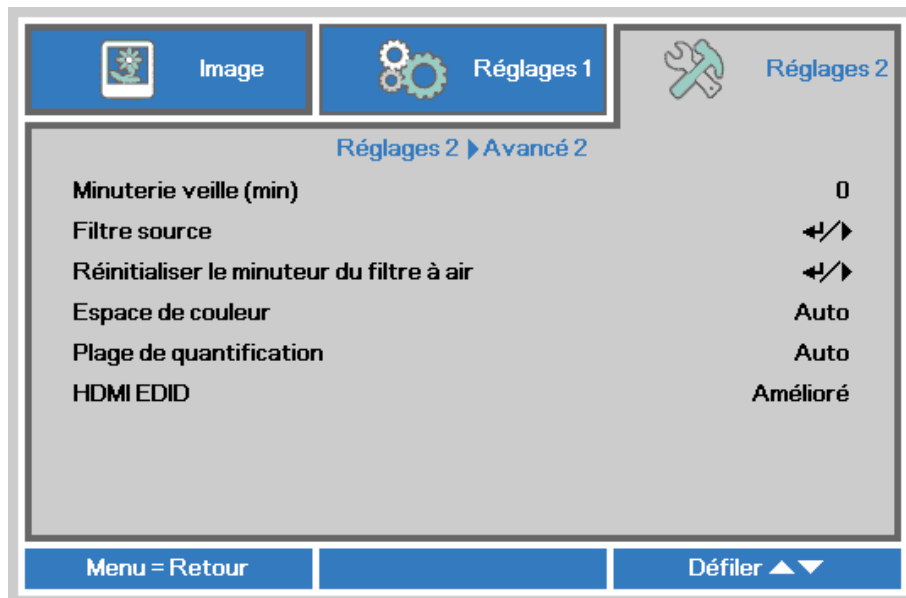 Image
Réglages 1
Réglages 2
Réglages 2 ▶ Avancé 2
Minuterie veille (min) 0
Filtre source ↵/▶
Réinitialiser le minuteur du filtre à air ↵/▶
Espace de couleur Auto
Plage de quantification Auto
HDMI EDID Amélioré
Menu = Retour
Défiler ▲▼